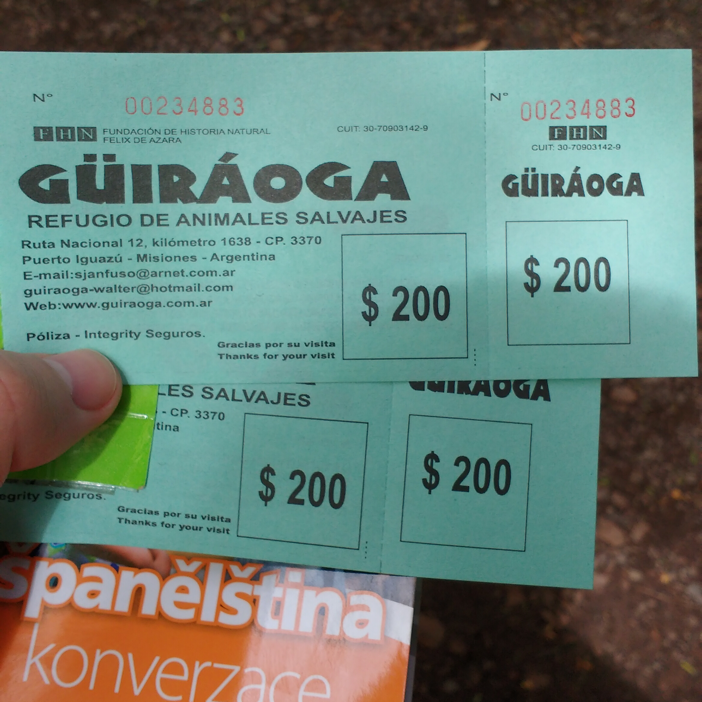 N° 00234883
FHN FUNDACIÓN DE HISTORIA NATURAL
FELIX DE AZARA
CUIT: 30-70903142-9
GÜIRÁOGA
REFUGIO DE ANIMALES SALVAJES
Ruta Nacional 12, kilómetro 1638 - CP. 3370
Puerto Iguazú - Misiones - Argentina
E-mail:sjanfuso@arnet.com.ar
guiraoga-walter@hotmail.com
Web:www.guiraoga.com.ar
Póliza - Integrity Seguros.
Gracias por su visita
Thanks for your visit
$ 200
N° 00234883
FHN
CUIT: 30-70903142-9
GÜIRÁOGA
$ 200
LES SALVAJES
- CP. 3370
tina
egrity Seguros.
Gracias por su visita
Thanks for your visit
$ 200
GUIRÁOGA
$ 200
španělština
konverzace